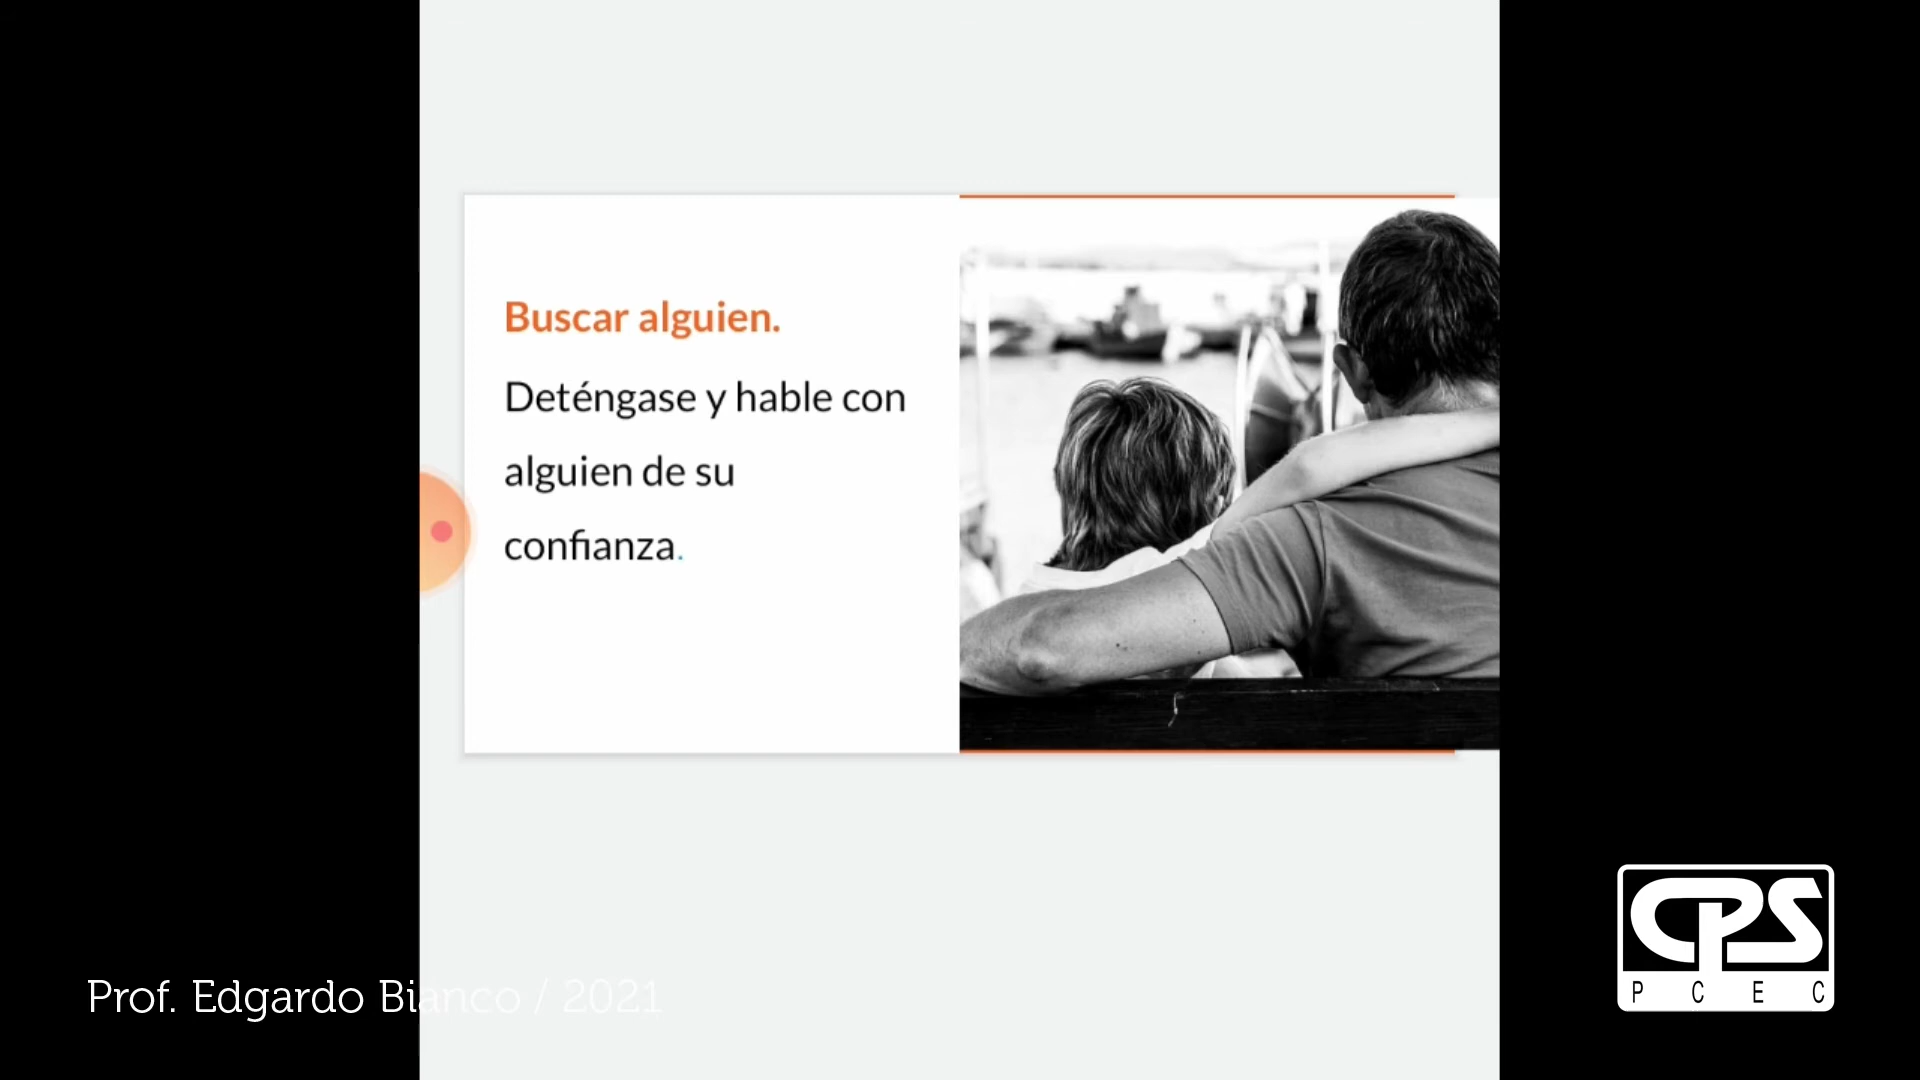 Buscar alguien.
Deténgase y hable con
alguien de su
confianza.
Prof. Edgardo Bianco / 2021
CPS
P C E C